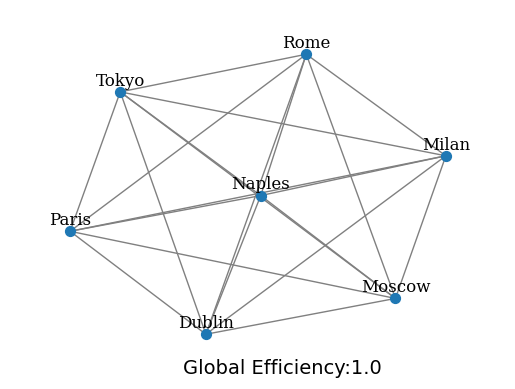 Rome
Tokyo
Milan
Naples
Paris
Moscow
Dublin
Global Efficiency:1.0